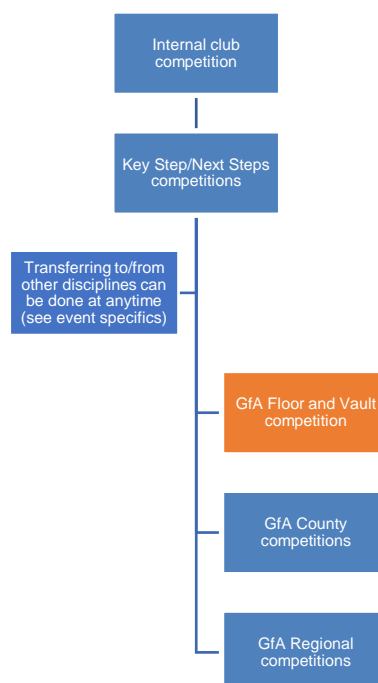 Internal club
competition
Key Step/Next Steps
competitions
Transferring to/from
other disciplines can
be done at anytime
(see event specifics)
GfA Floor and Vault
competition
GfA County
competitions
GfA Regional
competitions